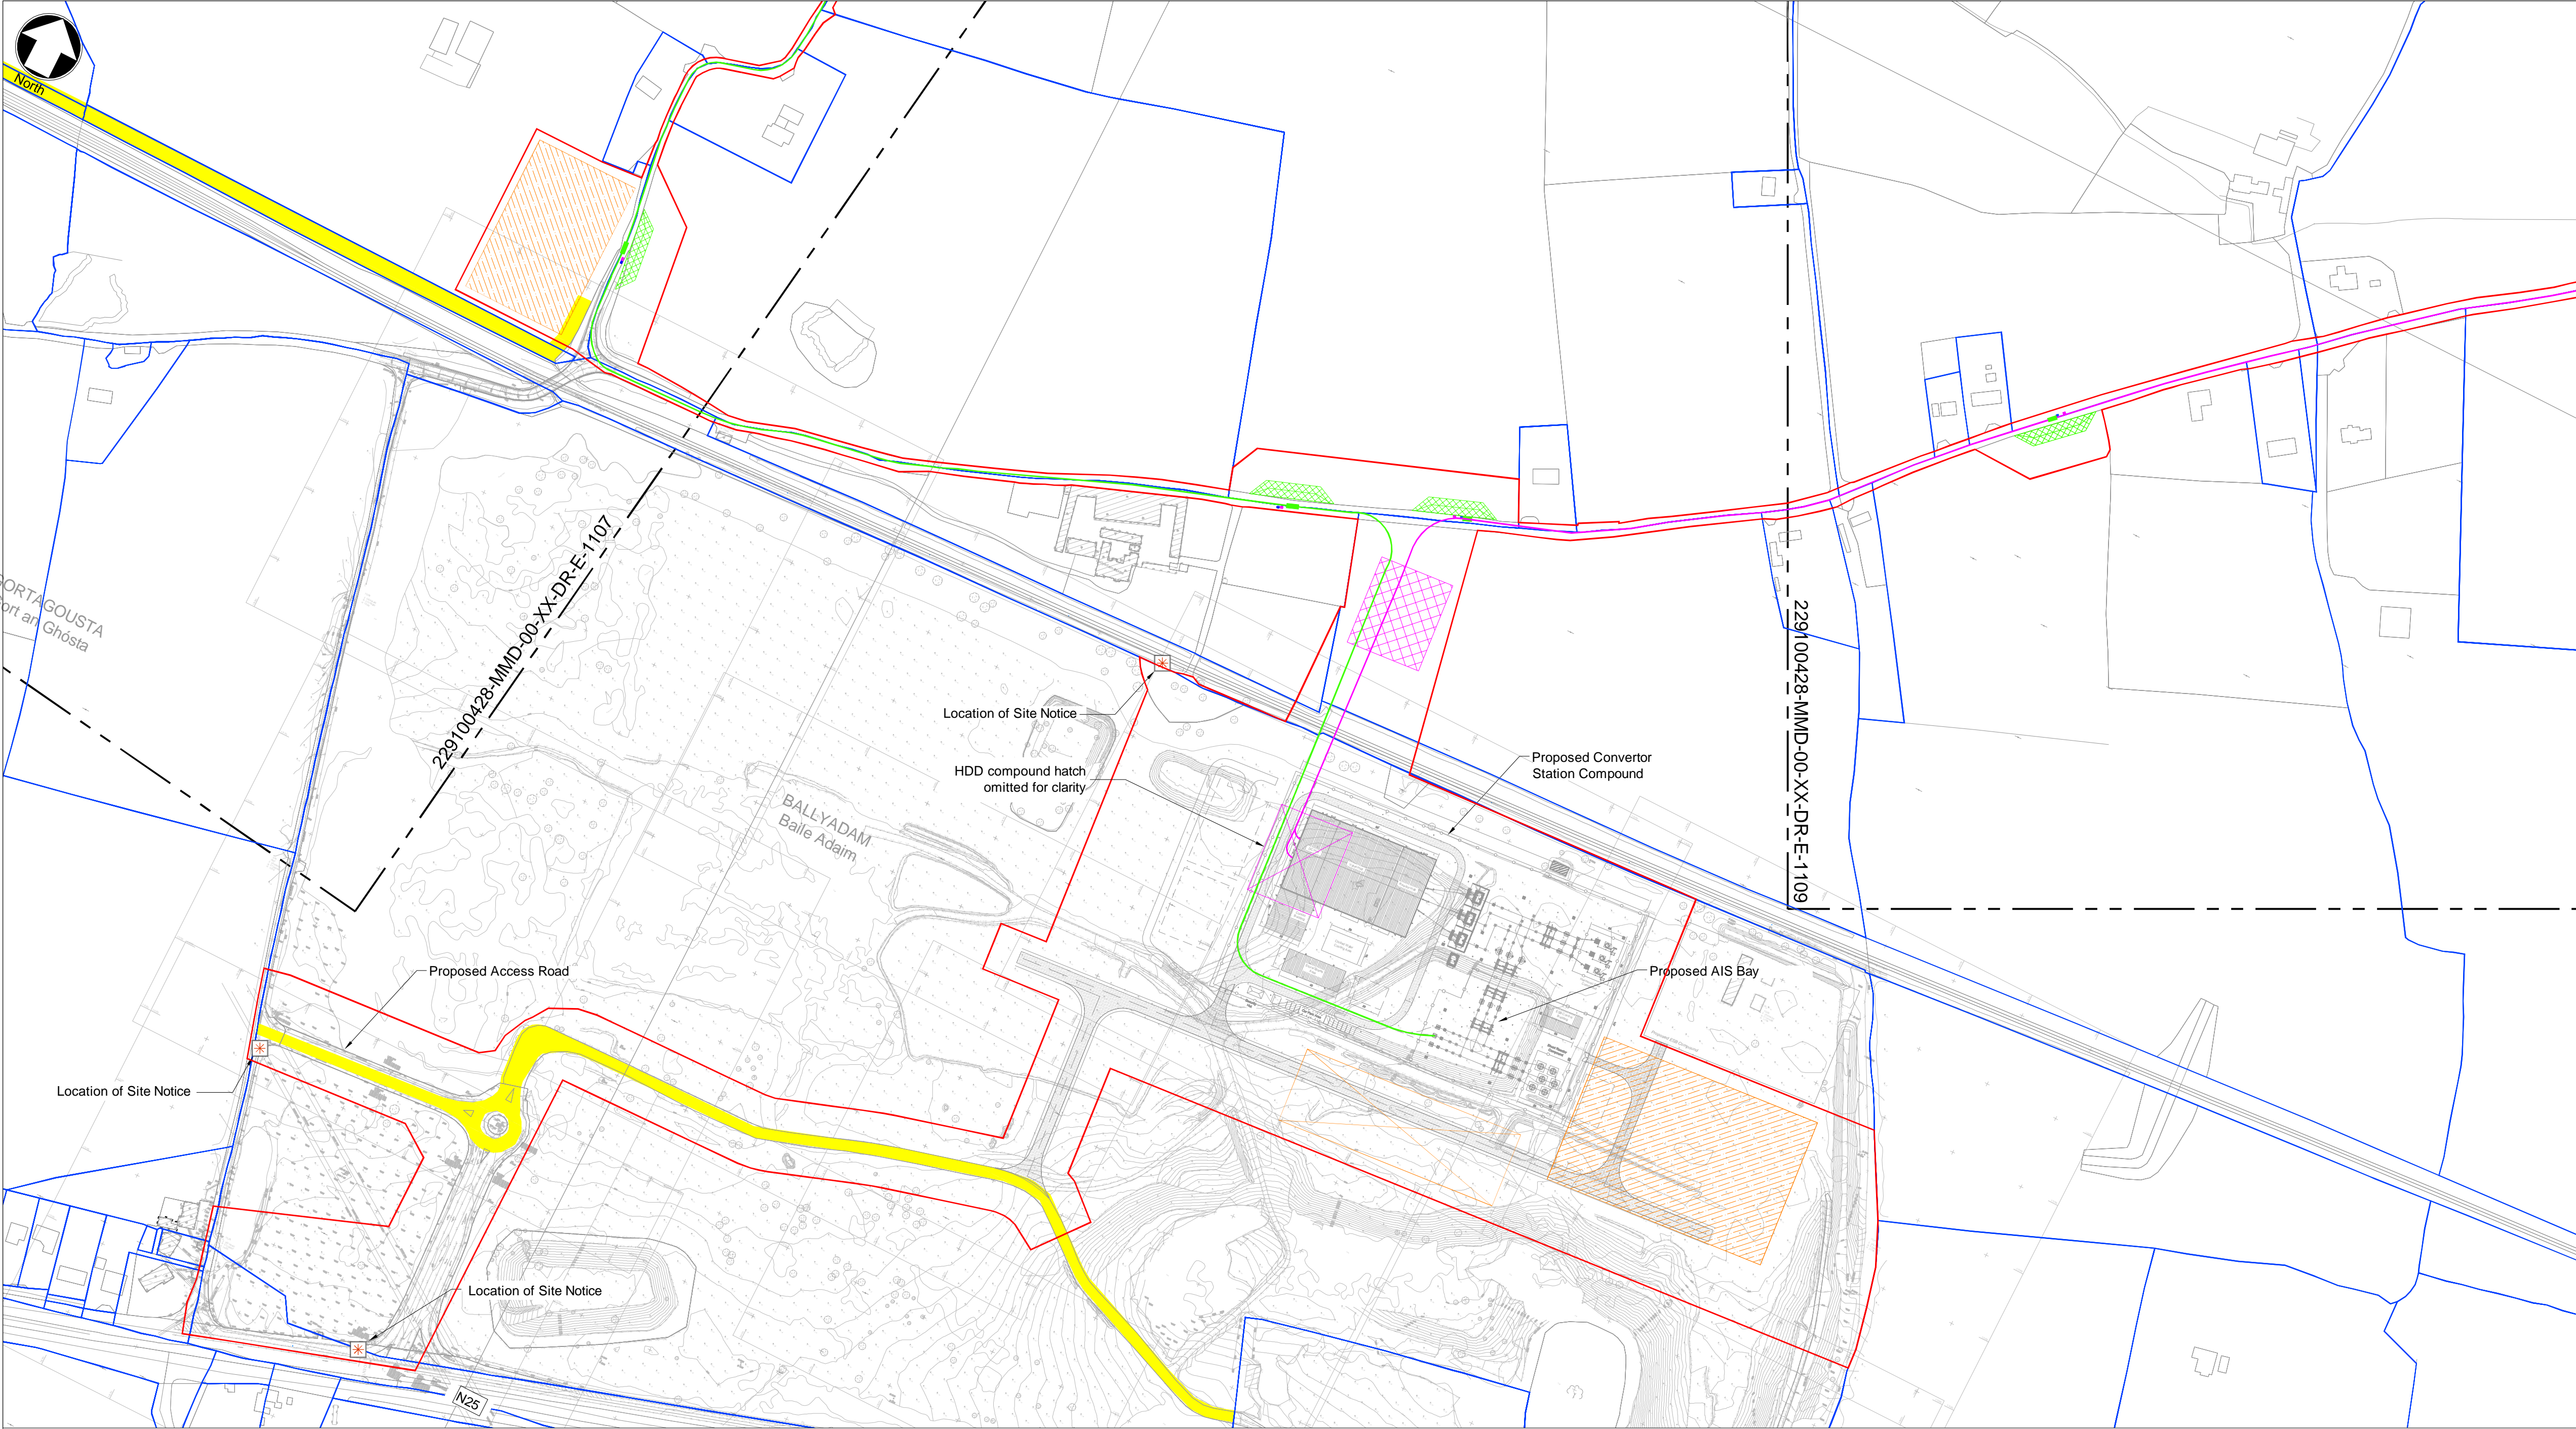 North
GORTAGOUSTA
Gort an Ghósta
229100428-MMD-00-XX-DR-E-1107
229100428-MMD-00-XX-DR-E-1109
Location of Site Notice
HDD compound hatch
omitted for clarity
Proposed Convertor
Station Compound
BALLYADAM
Baile Adaim
Proposed Access Road
Proposed AIS Bay
Location of Site Notice
Location of Site Notice
N25